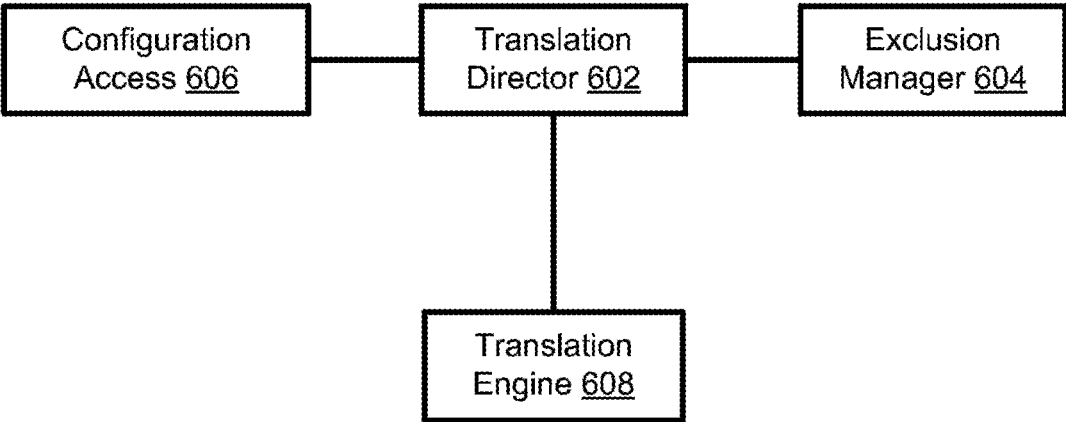 Configuration
Access 606
Translation
Director 602
Exclusion
Manager 604
Translation
Engine 608